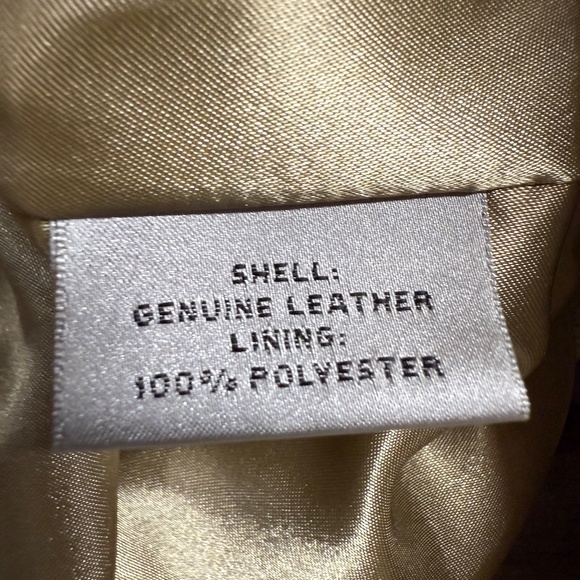 SHELL:
GENUINE LEATHER
LINING:
100% POLYESTER